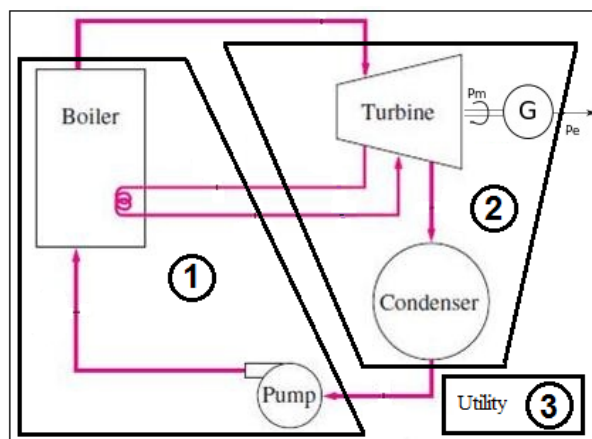 Boiler
Turbine
Pm
G
Pe
1
2
Condenser
Pump
Utility
3